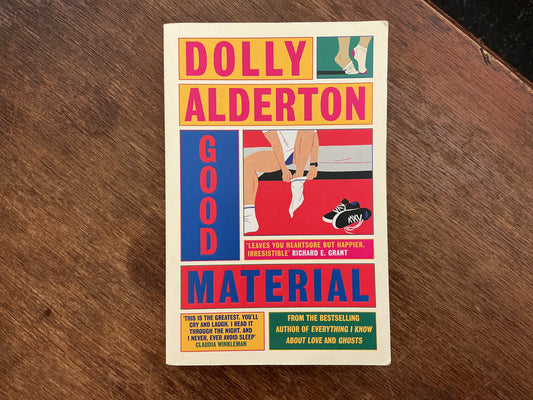 DOLLY
ALDERTON
GOOD
'LEAVES YOU HEARTSORE BUT HAPPIER.
IRRESISTIBLE' RICHARD E. GRANT
MATERIAL
'THIS IS THE GREATEST. YOU'LL
CRY AND LAUGH. I READ IT
THROUGH THE NIGHT. AND
I NEVER, EVER AVOID SLEEP'
CLAUDIA WINKLEMAN
FROM THE BESTSELLING
AUTHOR OF EVERYTHING I KNOW
ABOUT LOVE AND GHOSTS